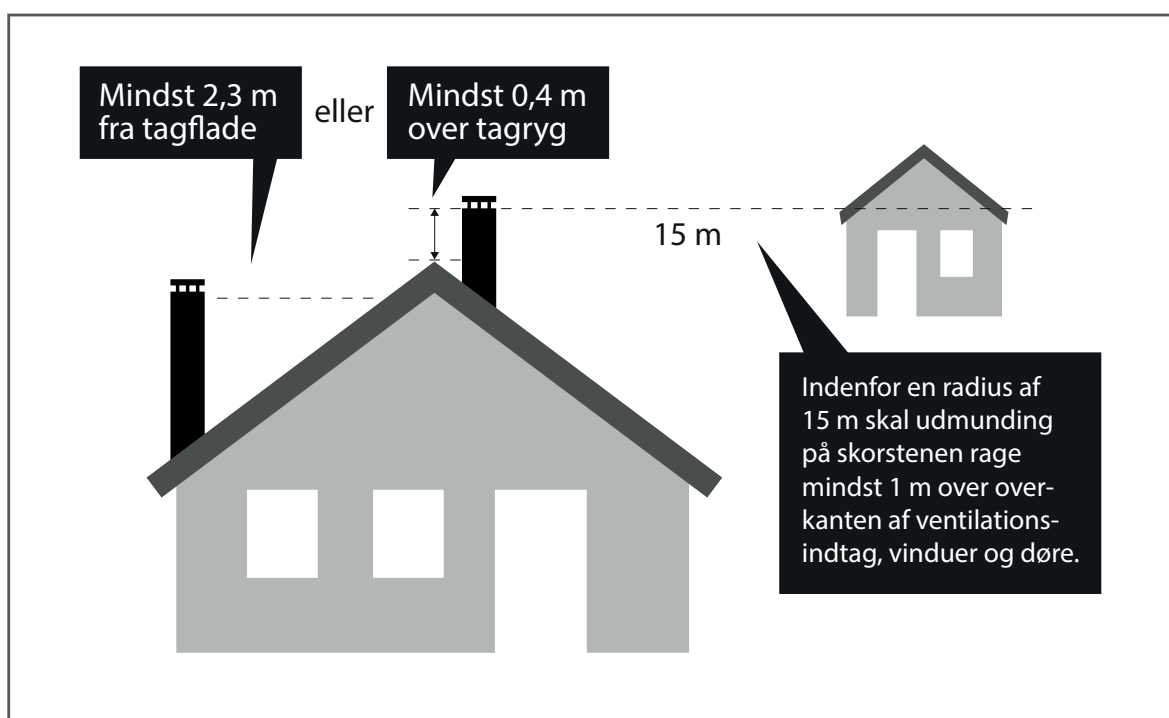 Mindst 2,3 m
fra tagflade
eller
Mindst 0,4 m
over tagryg
15 m
Indenfor en radius af
15 m skal udmunding
på skorstenen rage
mindst 1 m over over-
kanten af ventilations-
indtag, vinduer og døre.